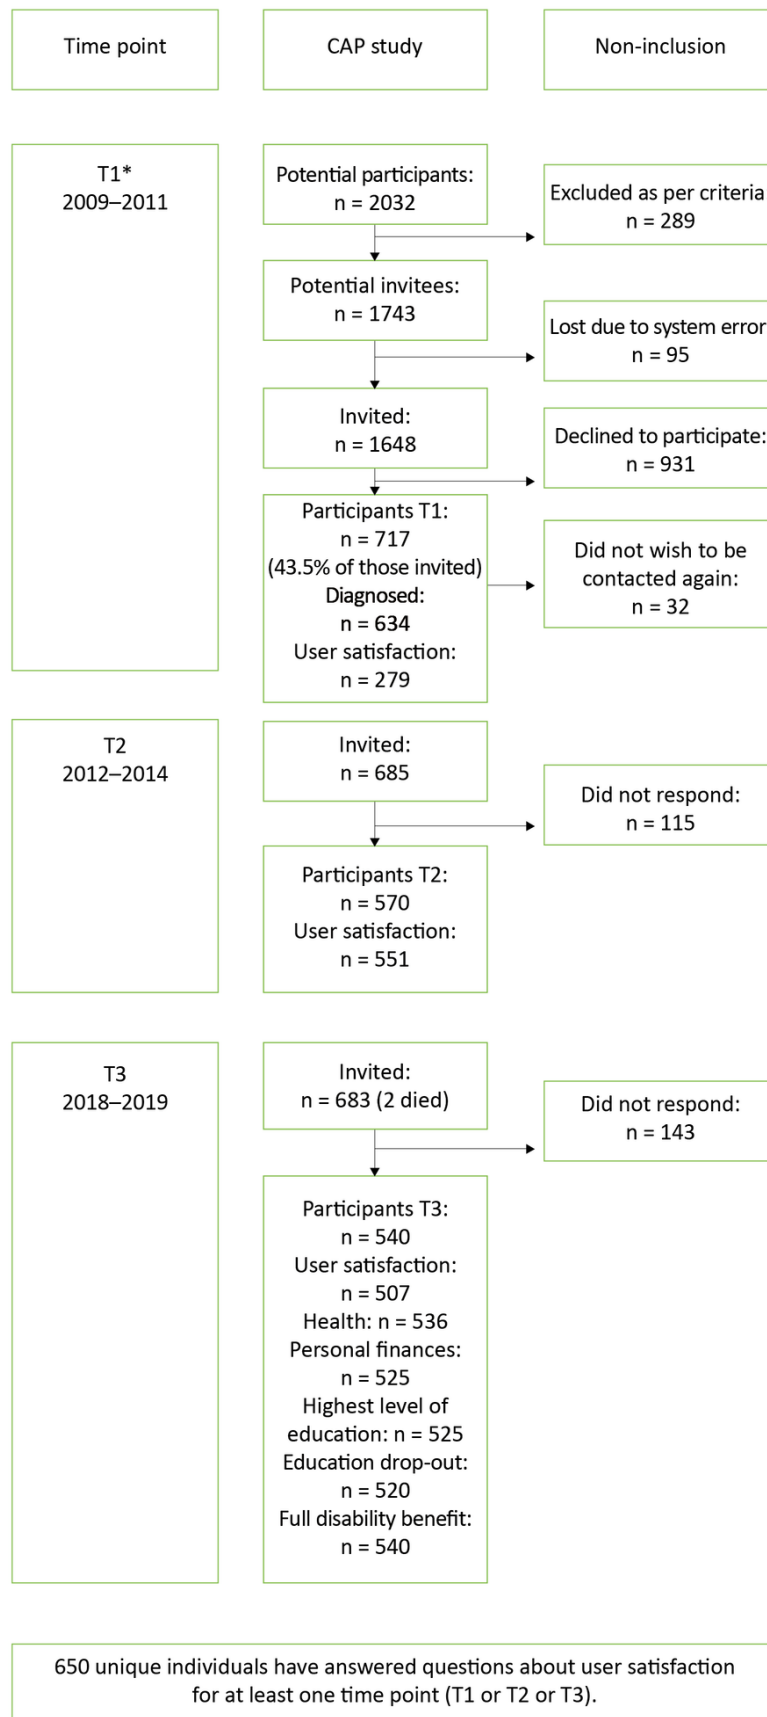 Time point
CAP study
Non-inclusion
T1*
2009–2011
Potential participants:
n = 2032
Excluded as per criteria
n = 289
Potential invitees:
n = 1743
Lost due to system error
n = 95
Invited:
n = 1648
Declined to participate:
n = 931
Participants T1:
n = 717
(43.5% of those invited)
Diagnosed:
n = 634
User satisfaction:
n = 279
Did not wish to be
contacted again:
n = 32
T2
2012–2014
Invited:
n = 685
Did not respond:
n = 115
Participants T2:
n = 570
User satisfaction:
n = 551
T3
2018–2019
Invited:
n = 683 (2 died)
Did not respond:
n = 143
Participants T3:
n = 540
User satisfaction:
n = 507
Health: n = 536
Personal finances:
n = 525
Highest level of
education: n = 525
Education drop-out:
n = 520
Full disability benefit:
n = 540
650 unique individuals have answered questions about user satisfaction
for at least one time point (T1 or T2 or T3).